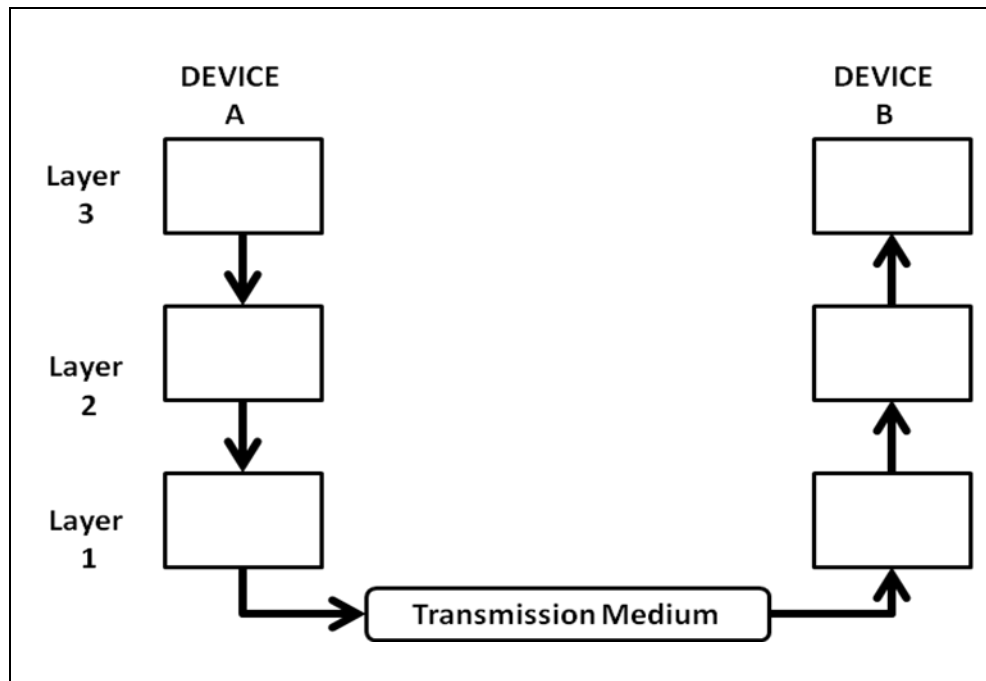 DEVICE
A
DEVICE
B
Layer
3
Layer
2
Layer
1
Transmission Medium